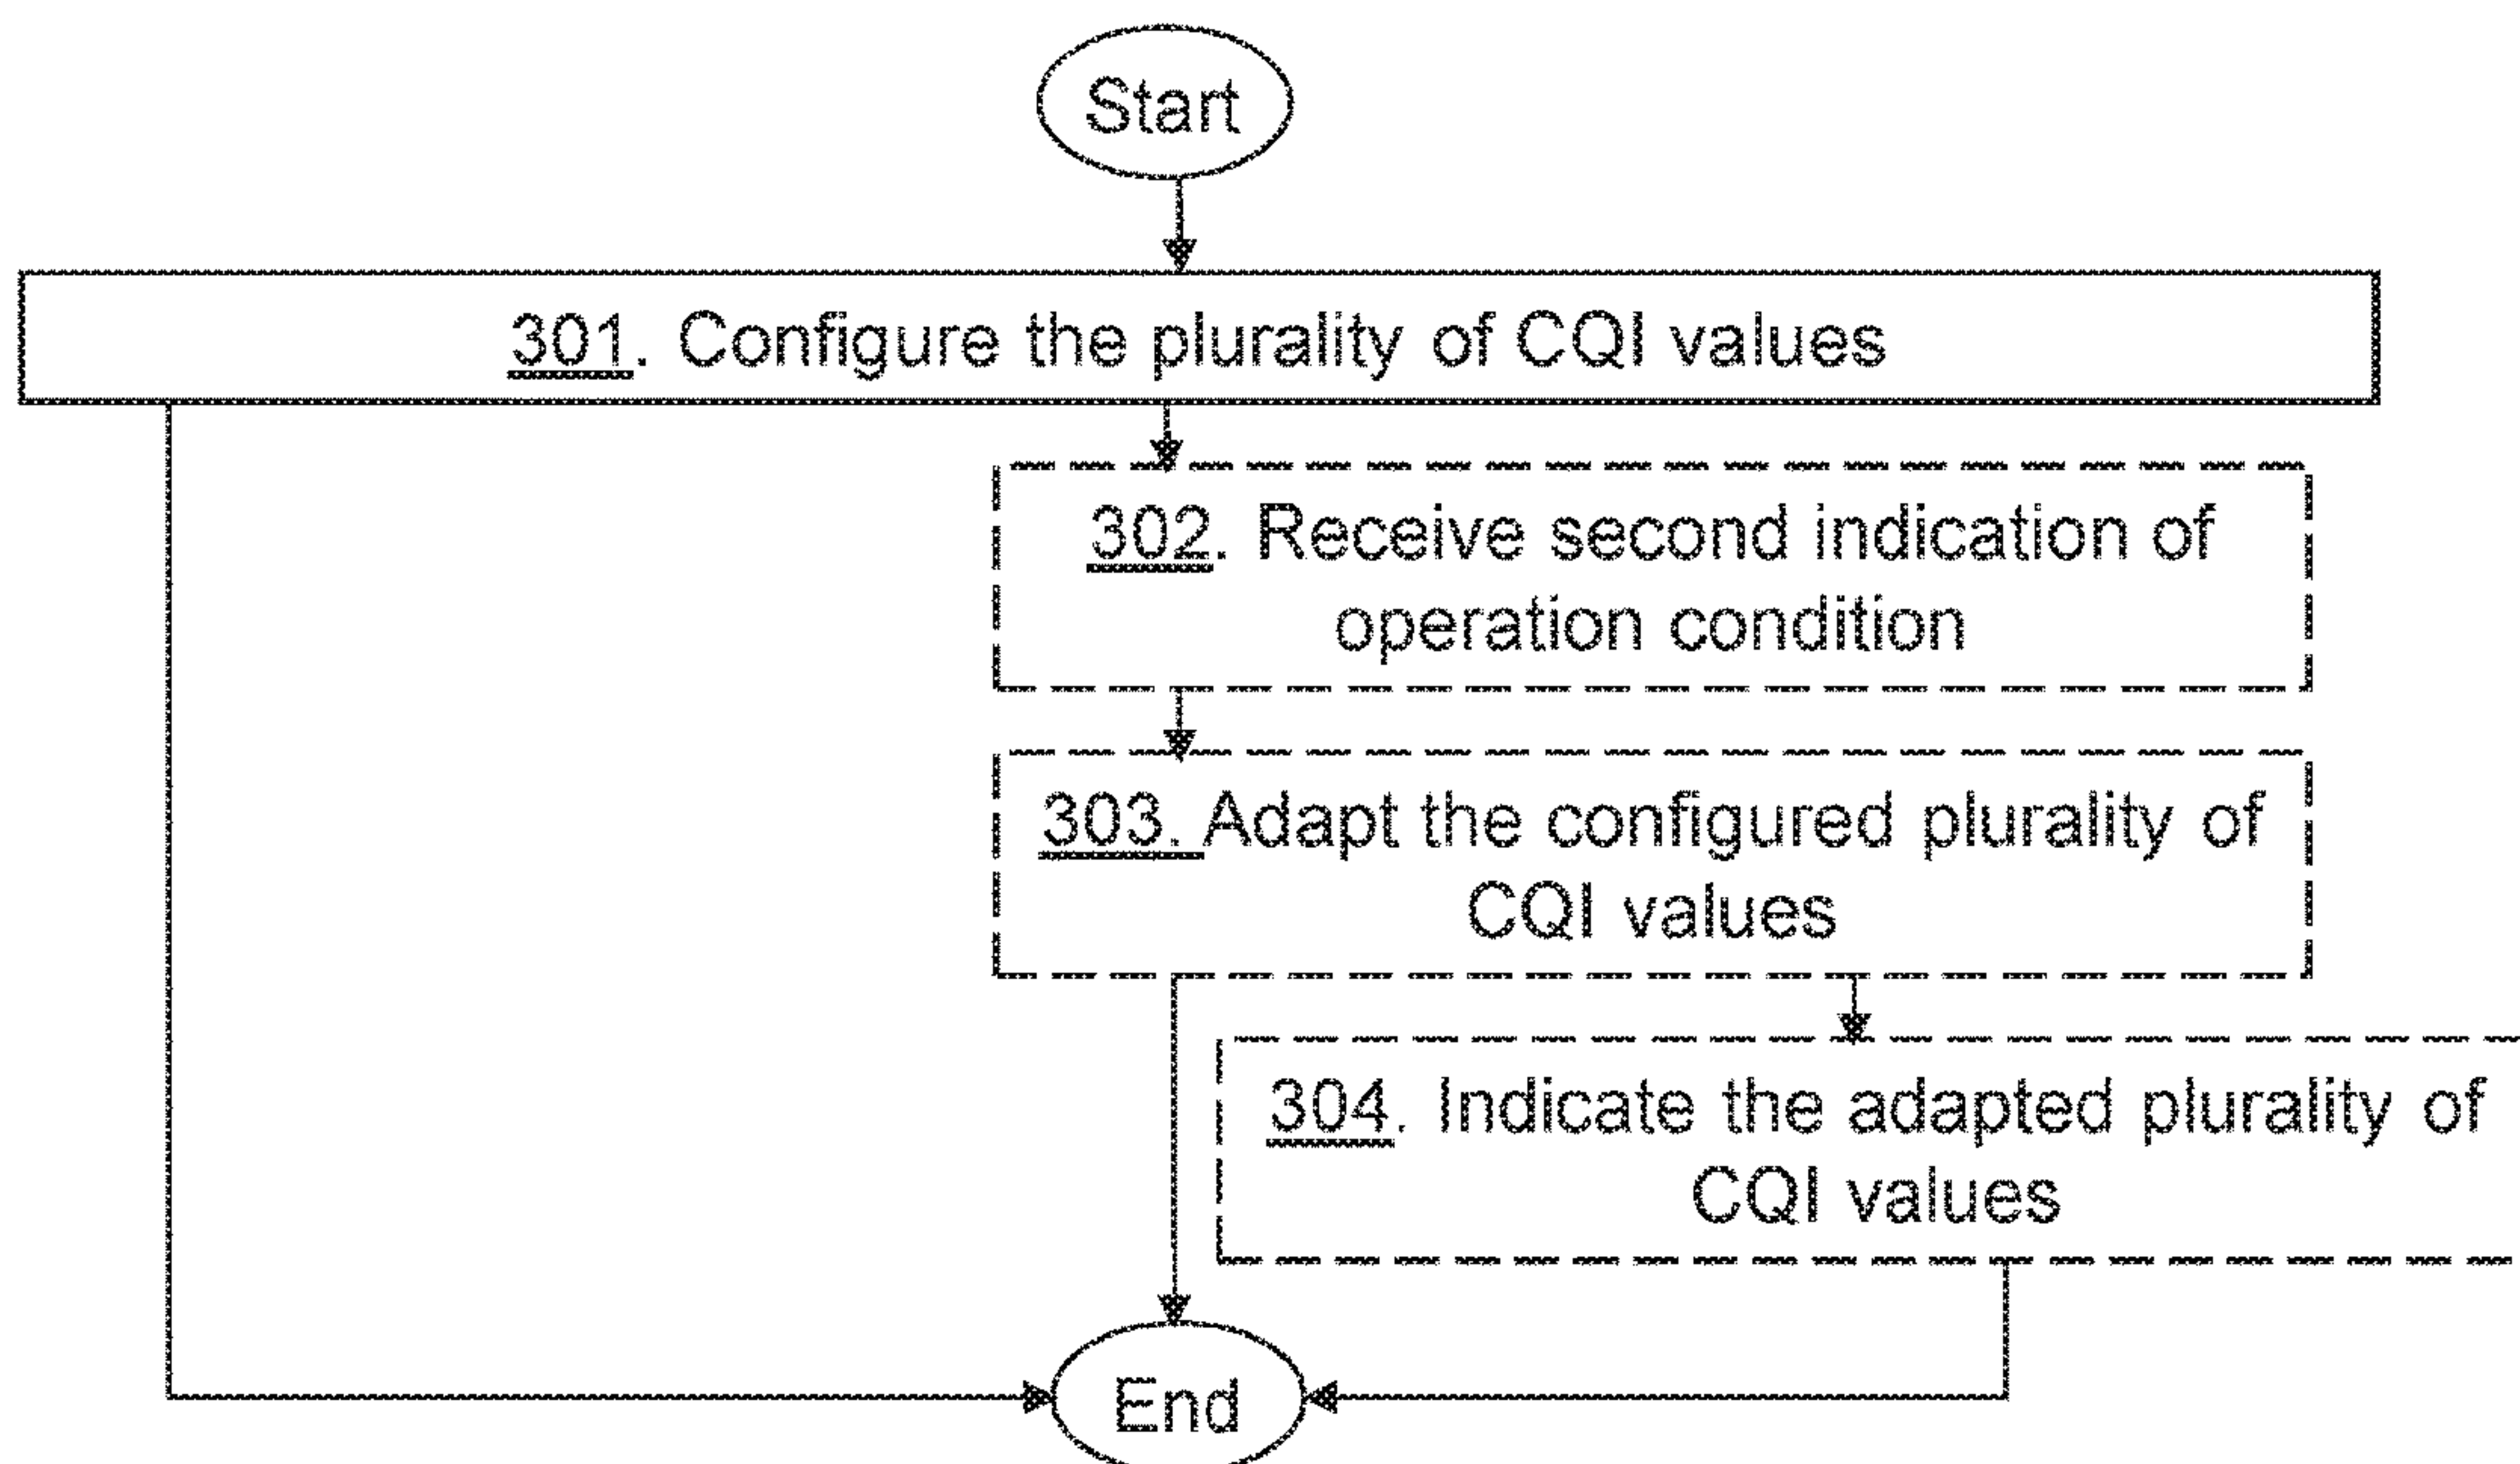 Start
301. Configure the plurality of CQI values
302. Receive second indication of
operation condition
303. Adapt the configured plurality of
CQI values
304. Indicate the adapted plurality of
CQI values
End